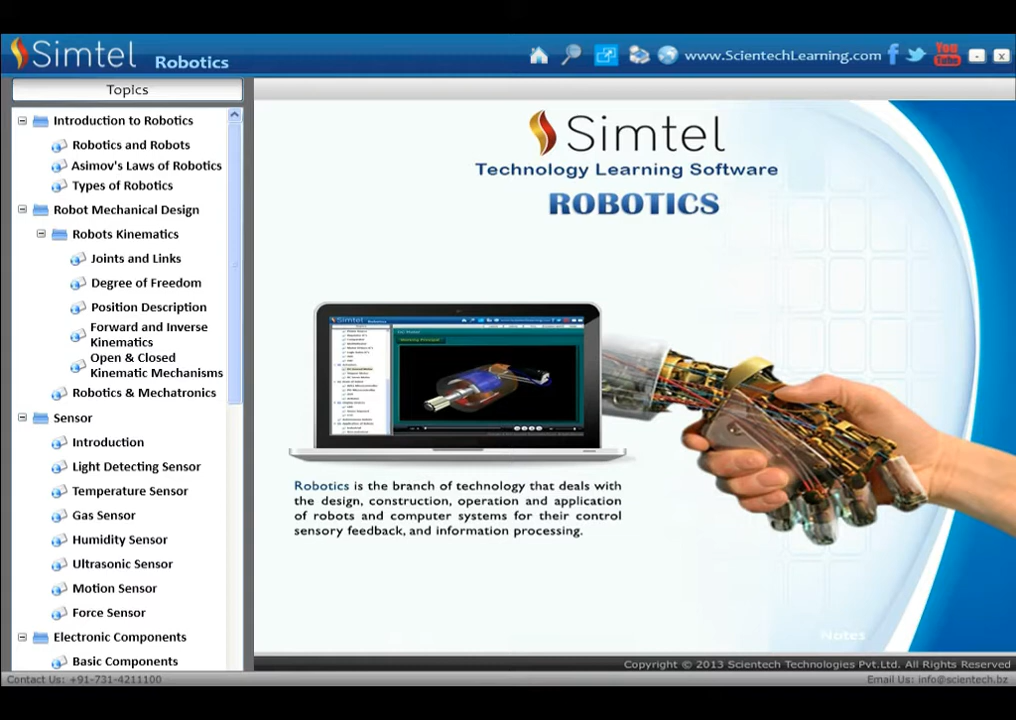 Simtel Robotics
www.ScientechLearning.com
f
You Tube
- x
Topics
Introduction to Robotics
Robotics and Robots
Asimov's Laws of Robotics
Types of Robotics
Robot Mechanical Design
Robots Kinematics
Joints and Links
Degree of Freedom
Position Description
Forward and Inverse
Kinematics
Open & Closed
Kinematic Mechanisms
Robotics & Mechatronics
Sensor
Introduction
Light Detecting Sensor
Temperature Sensor
Gas Sensor
Humidity Sensor
Ultrasonic Sensor
Motion Sensor
Force Sensor
Electronic Components
Basic Components
Simtel
Technology Learning Software
ROBOTICS
Robotics is the branch of technology that deals with
the design, construction, operation and application
of robots and computer systems for their control
sensory feedback, and information processing.
Notes
Copyright © 2013 Scientech Technologies Pvt.Ltd. All Rights Reserved
Contact Us: +91-731-4211100
Email Us: info@scientech.bz